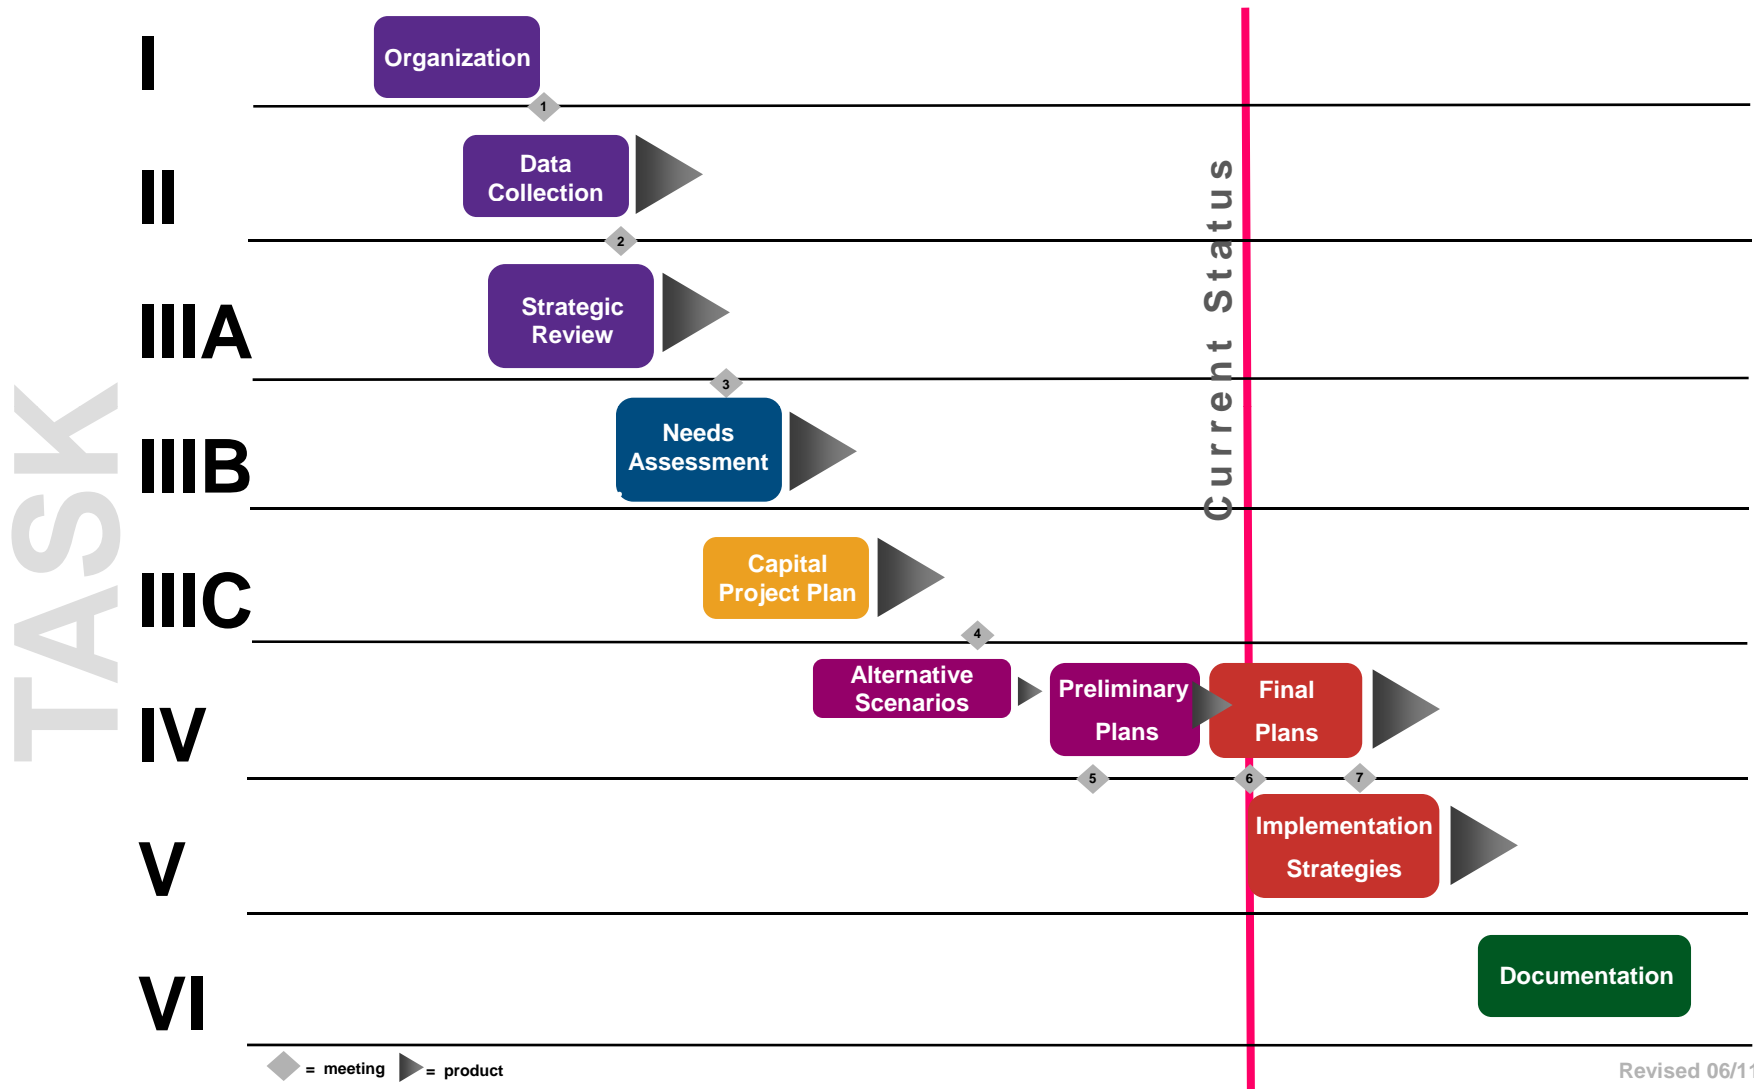 TASK
I
Organization
1
II
Data
Collection
2
IIIA
Strategic
Review
3
IIIB
Needs
Assessment
IIIC
Capital
Project Plan
4
IV
Alternative
Scenarios
Preliminary
Plans
Final
Plans
5
6
7
V
Implementation
Strategies
VI
Documentation
Current Status
= meeting
= product
Revised 06/11